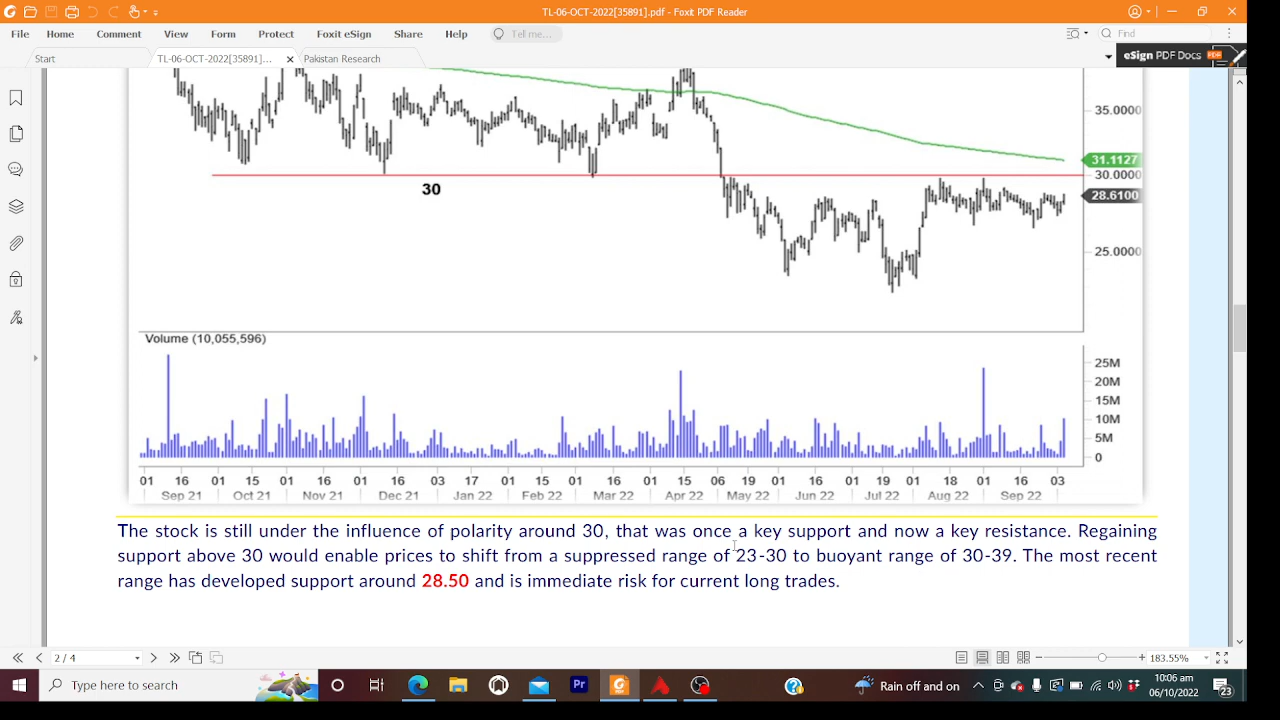 TL-06-OCT-2022[35891].pdf - Foxit PDF Reader
File Home Comment View Form Protect Foxit eSign Share Help Tell me... Find
Start TL-06-OCT-2022[35891]... Pakistan Research eSign PDF Docs
35.0000
31.1127
30.0000
30
28.6100
25.0000
Volume (10,055,596)
25M
20M
15M
10M
5M
0
01 16 01 15 01 16 01 16 03 17 01 15 01 16 01 15 06 19 01 16 01 19 01 18 01 16 03
Sep 21 Oct 21 Nov 21 Dec 21 Jan 22 Feb 22 Mar 22 Apr 22 May 22 Jun 22 Jul 22 Aug 22 Sep 22
The stock is still under the influence of polarity around 30, that was once a key support and now a key resistance. Regaining
support above 30 would enable prices to shift from a suppressed range of 23-30 to buoyant range of 30-39. The most recent
range has developed support around 28.50 and is immediate risk for current long trades.
2 / 4 183.55%
Type here to search Pr Rain off and on 10:06 am
06/10/2022 23